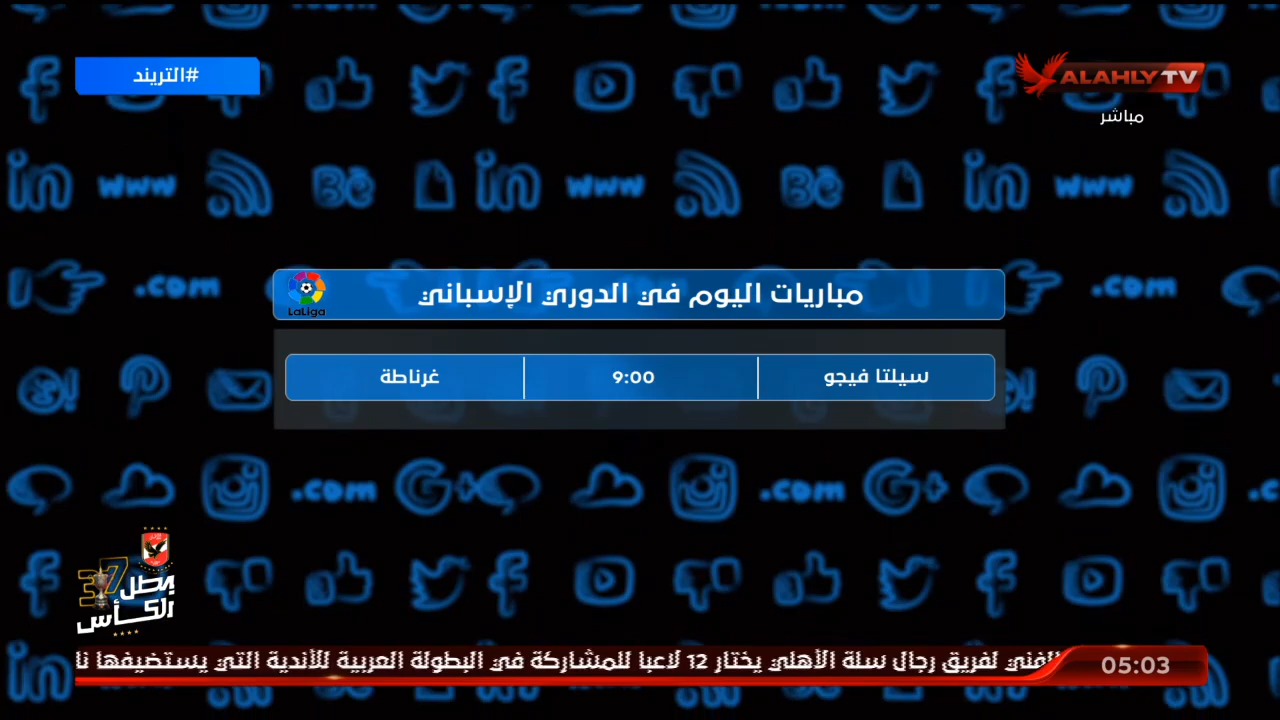 #التريند
ALAHLY TV
مباشر
مباريات اليوم في الدوري الإسباني
LaLiga
سيلتا فيجو 9:00 غرناطة
37
بطل
الكأس
الفني لفريق رجال سلة الأهلي يختار 12 لاعبا للمشاركة في البطولة العربية للأندية التي يستضيفها نا
05:03